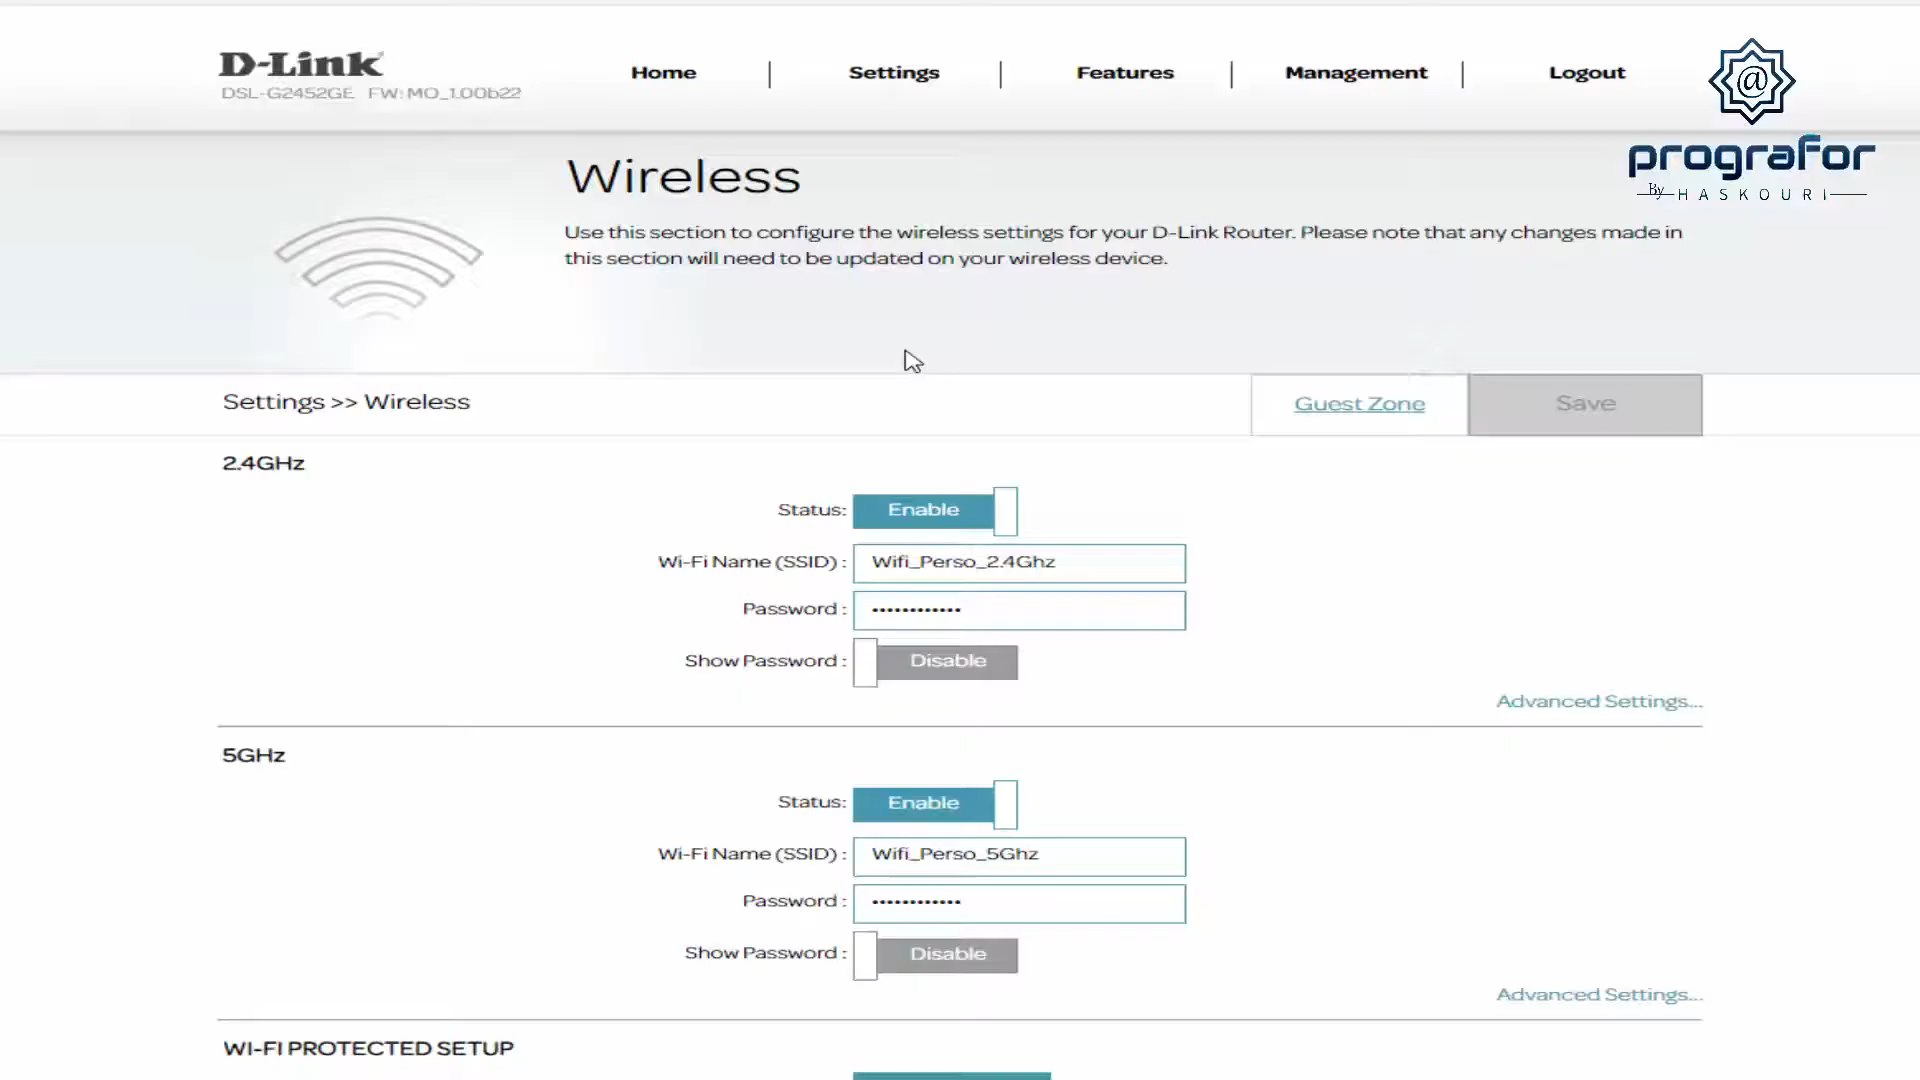 D-Link
DSL-G2452GE FW:MO_1.00b22
Home
Settings
Features
Management
Logout
@
prografor
By HASKOURI
Wireless
Use this section to configure the wireless settings for your D-Link Router. Please note that any changes made in
this section will need to be updated on your wireless device.
Settings >> Wireless
Guest Zone
Save
2.4GHz
Status: Enable
Wi-Fi Name (SSID) : Wifi_Perso_2.4Ghz
Password : ••••••••••••
Show Password : Disable
Advanced Settings...
5GHz
Status: Enable
Wi-Fi Name (SSID) : Wifi_Perso_5Ghz
Password : ••••••••••••
Show Password : Disable
Advanced Settings...
WI-FI PROTECTED SETUP